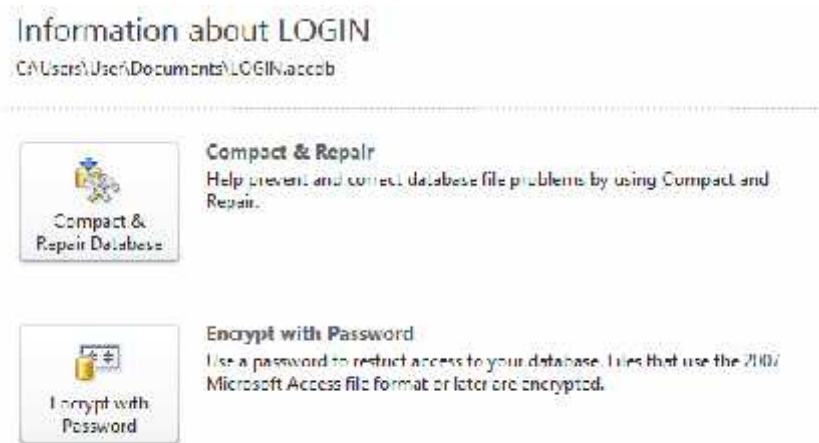 Information about LOGIN
C:\Users\User\Documents\LOGIN.accdb
Compact &
Repair Database
Compact & Repair
Help prevent and correct database file problems by using Compact and
Repair.
Encrypt with
Password
Encrypt with Password
Use a password to restrict access to your database. Files that use the 2007
Microsoft Access file format or later are encrypted.